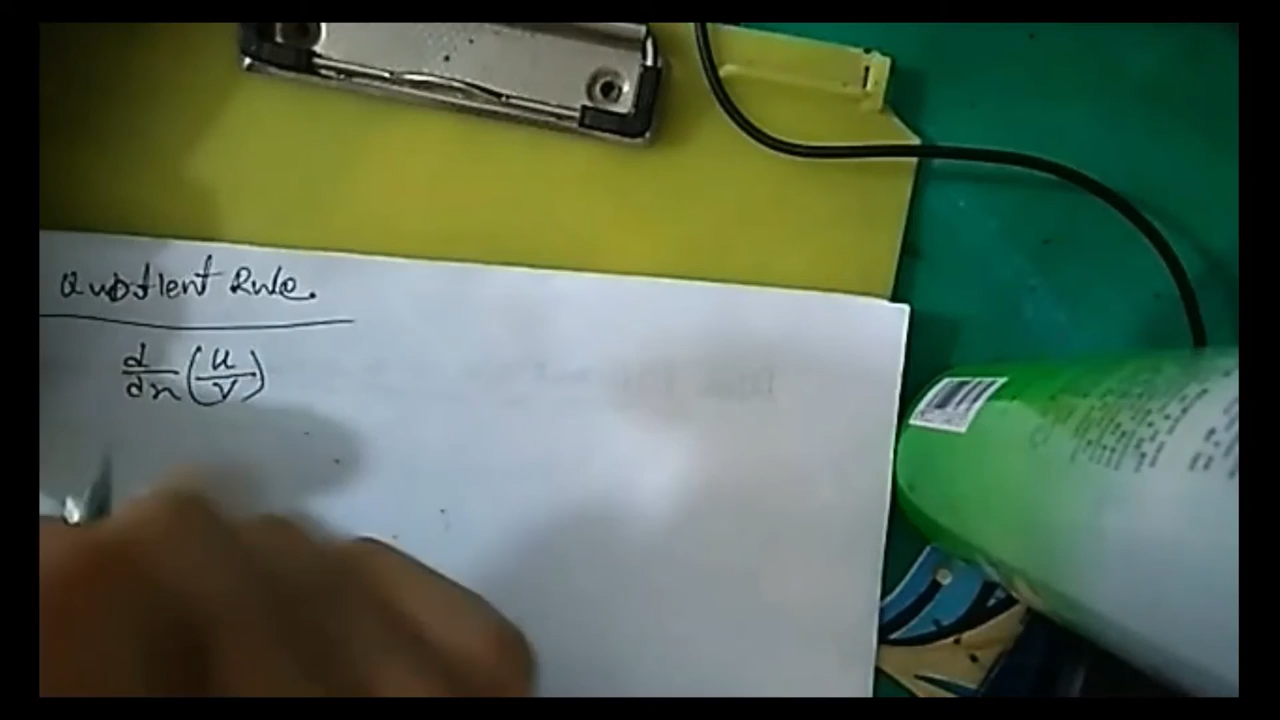 Quotient Rule.
d/dx (u/v)